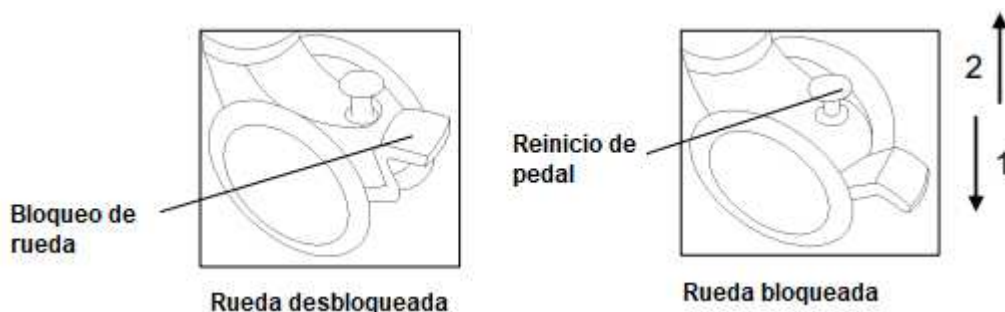 Bloqueo de
rueda
Rueda desbloqueada
Reinicio de
pedal
Rueda bloqueada
2
1